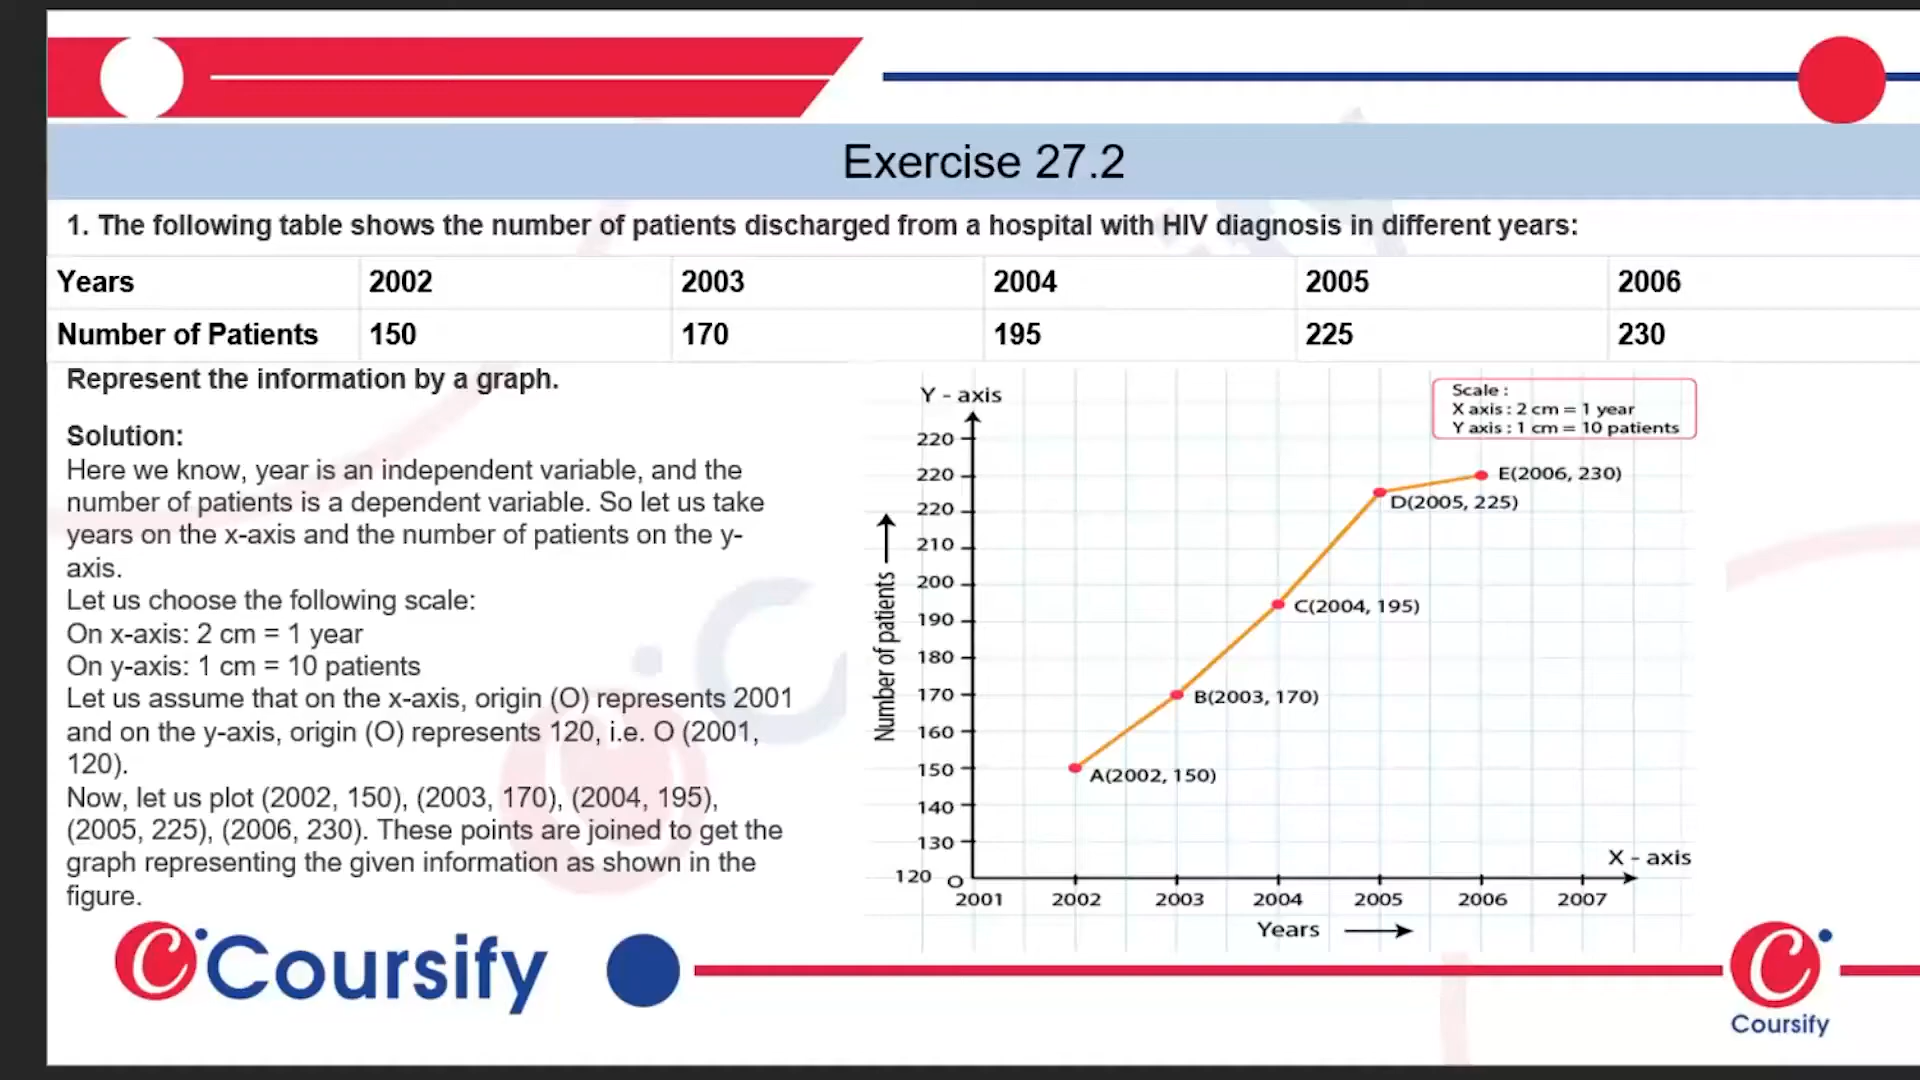 Exercise 27.2
1. The following table shows the number of patients discharged from a hospital with HIV diagnosis in different years:
Years 2002 2003 2004 2005 2006
Number of Patients 150 170 195 225 230
Represent the information by a graph.
Solution:
Here we know, year is an independent variable, and the
number of patients is a dependent variable. So let us take
years on the x-axis and the number of patients on the y-
axis.
Let us choose the following scale:
On x-axis: 2 cm = 1 year
On y-axis: 1 cm = 10 patients
Let us assume that on the x-axis, origin (O) represents 2001
and on the y-axis, origin (O) represents 120, i.e. O (2001,
120).
Now, let us plot (2002, 150), (2003, 170), (2004, 195),
(2005, 225), (2006, 230). These points are joined to get the
graph representing the given information as shown in the
figure.
Y - axis
Scale :
X axis : 2 cm = 1 year
Y axis : 1 cm = 10 patients
220
220
220
210
200
190
180
170
160
150
140
130
120 O
Number of patients
E(2006, 230)
D(2005, 225)
C(2004, 195)
B(2003, 170)
A(2002, 150)
X - axis
2001 2002 2003 2004 2005 2006 2007
Years
Coursify
Coursify